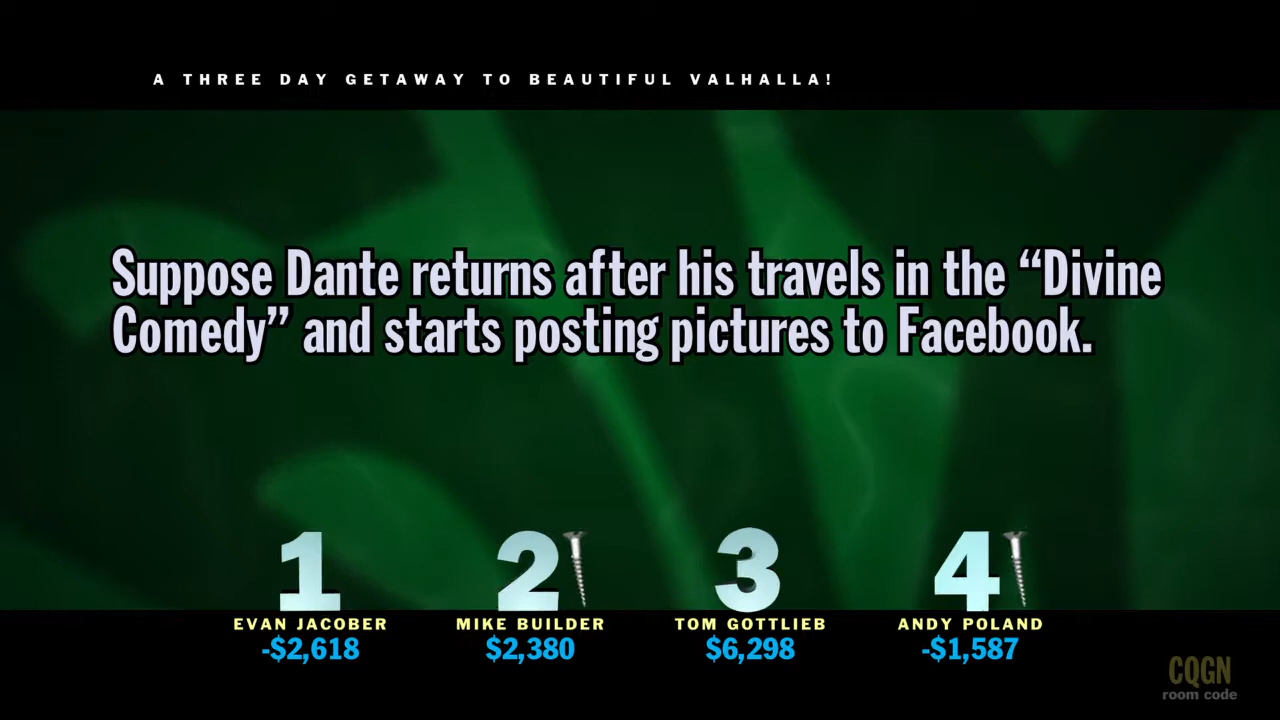 A THREE DAY GETAWAY TO BEAUTIFUL VALHALLA!
Suppose Dante returns after his travels in the “Divine
Comedy” and starts posting pictures to Facebook.
1 2 3 4
EVAN JACOBER MIKE BUILDER TOM GOTTLIEB ANDY POLAND
-$2,618 $2,380 $6,298 -$1,587
CQGN
room code